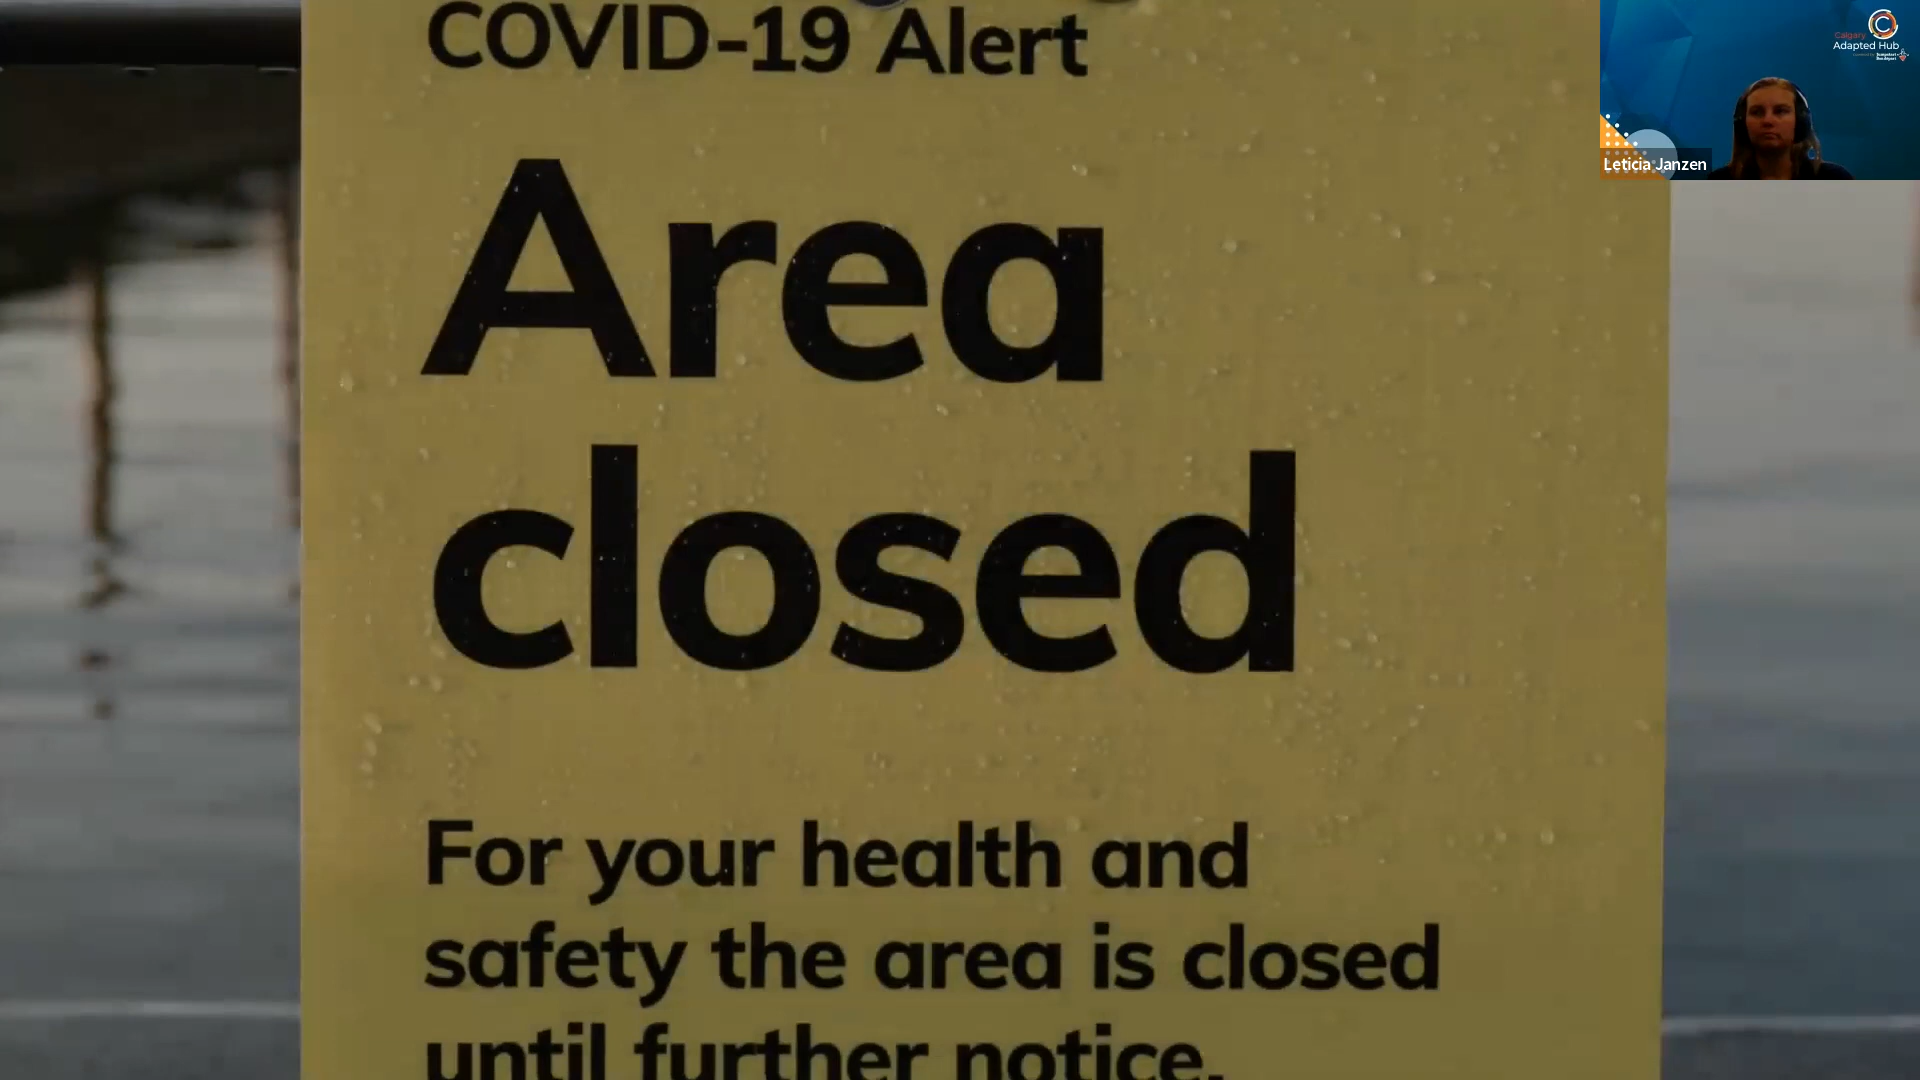 COVID-19 Alert
Area
closed
For your health and
safety the area is closed
until further notice.
Calgary
Adapted Hub
Leticia Janzen